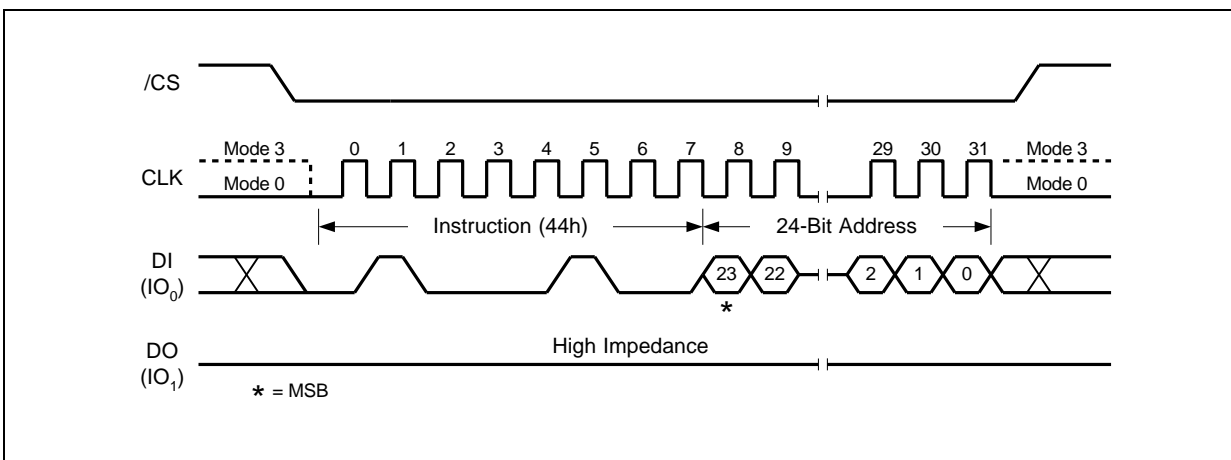 /CS
Mode 3 0 1 2 3 4 5 6 7 8 9 29 30 31 Mode 3
CLK
Mode 0 Mode 0
Instruction (44h) 24-Bit Address
DI
(IO₀)
23 22 2 1 0
*
High Impedance
DO
(IO₁)
* = MSB